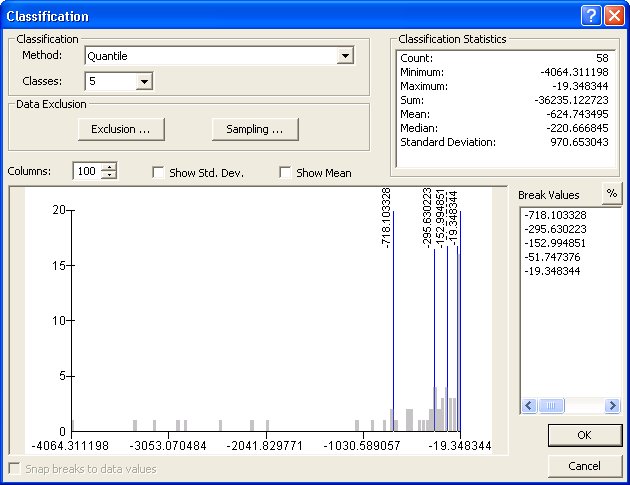 Classification
Classification
Method: Quantile
Classes: 5
Data Exclusion
Exclusion ...
Sampling ...
Classification Statistics
Count: 58
Minimum: -4064.311198
Maximum: -19.348344
Sum: -36235.122723
Mean: -624.743495
Median: -220.666845
Standard Deviation: 970.653043
Columns: 100
Show Std. Dev.
Show Mean
Break Values
%
-718.103328
-295.630223
-152.994851
-51.747376
-19.348344
-718.103328
-295.630223
-152.994851
-19.348344
20
15
10
5
0
-4064.311198
-3053.070484
-2041.829771
-1030.589057
-19.348344
OK
Cancel
Snap breaks to data values